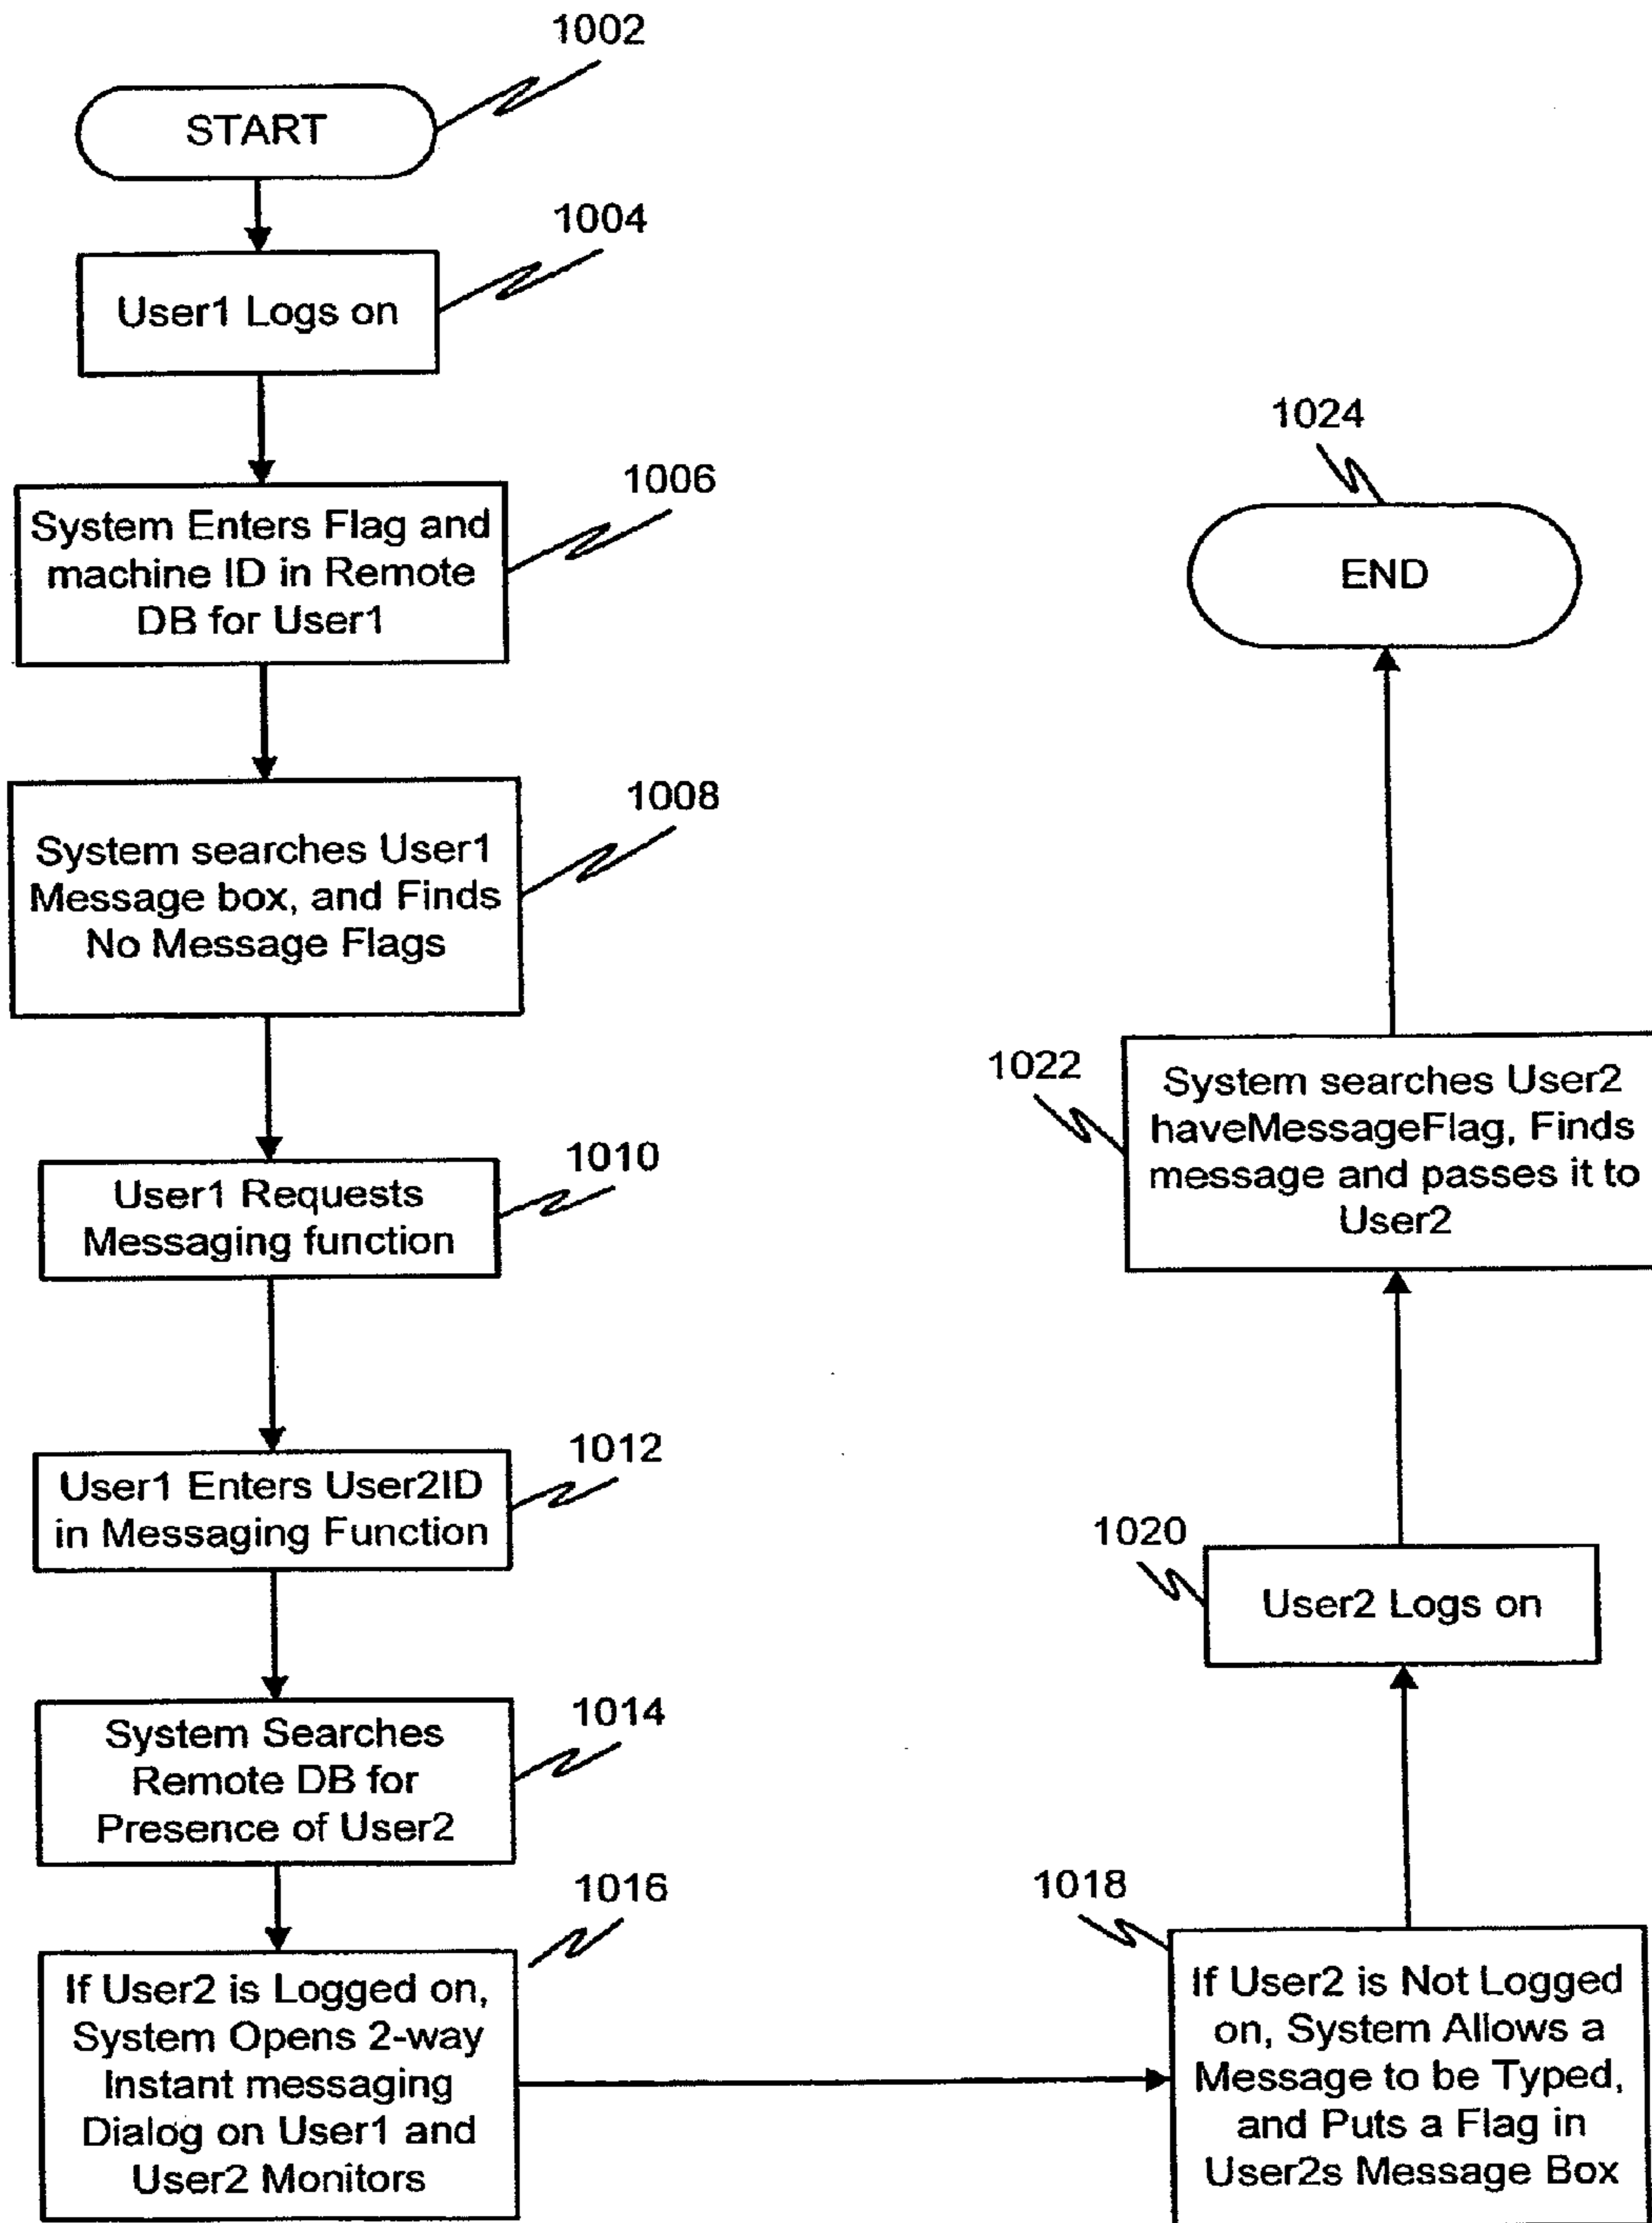 1002
START
1004
User1 Logs on
1006
System Enters Flag and
machine ID in Remote
DB for User1
1008
System searches User1
Message box, and Finds
No Message Flags
1010
User1 Requests
Messaging function
1012
User1 Enters User2ID
in Messaging Function
1014
System Searches
Remote DB for
Presence of User2
1016
If User2 is Logged on,
System Opens 2-way
Instant messaging
Dialog on User1 and
User2 Monitors
1018
If User2 is Not Logged
on, System Allows a
Message to be Typed,
and Puts a Flag in
User2s Message Box
1020
User2 Logs on
1022
System searches User2
haveMessageFlag, Finds
message and passes it to
User2
1024
END